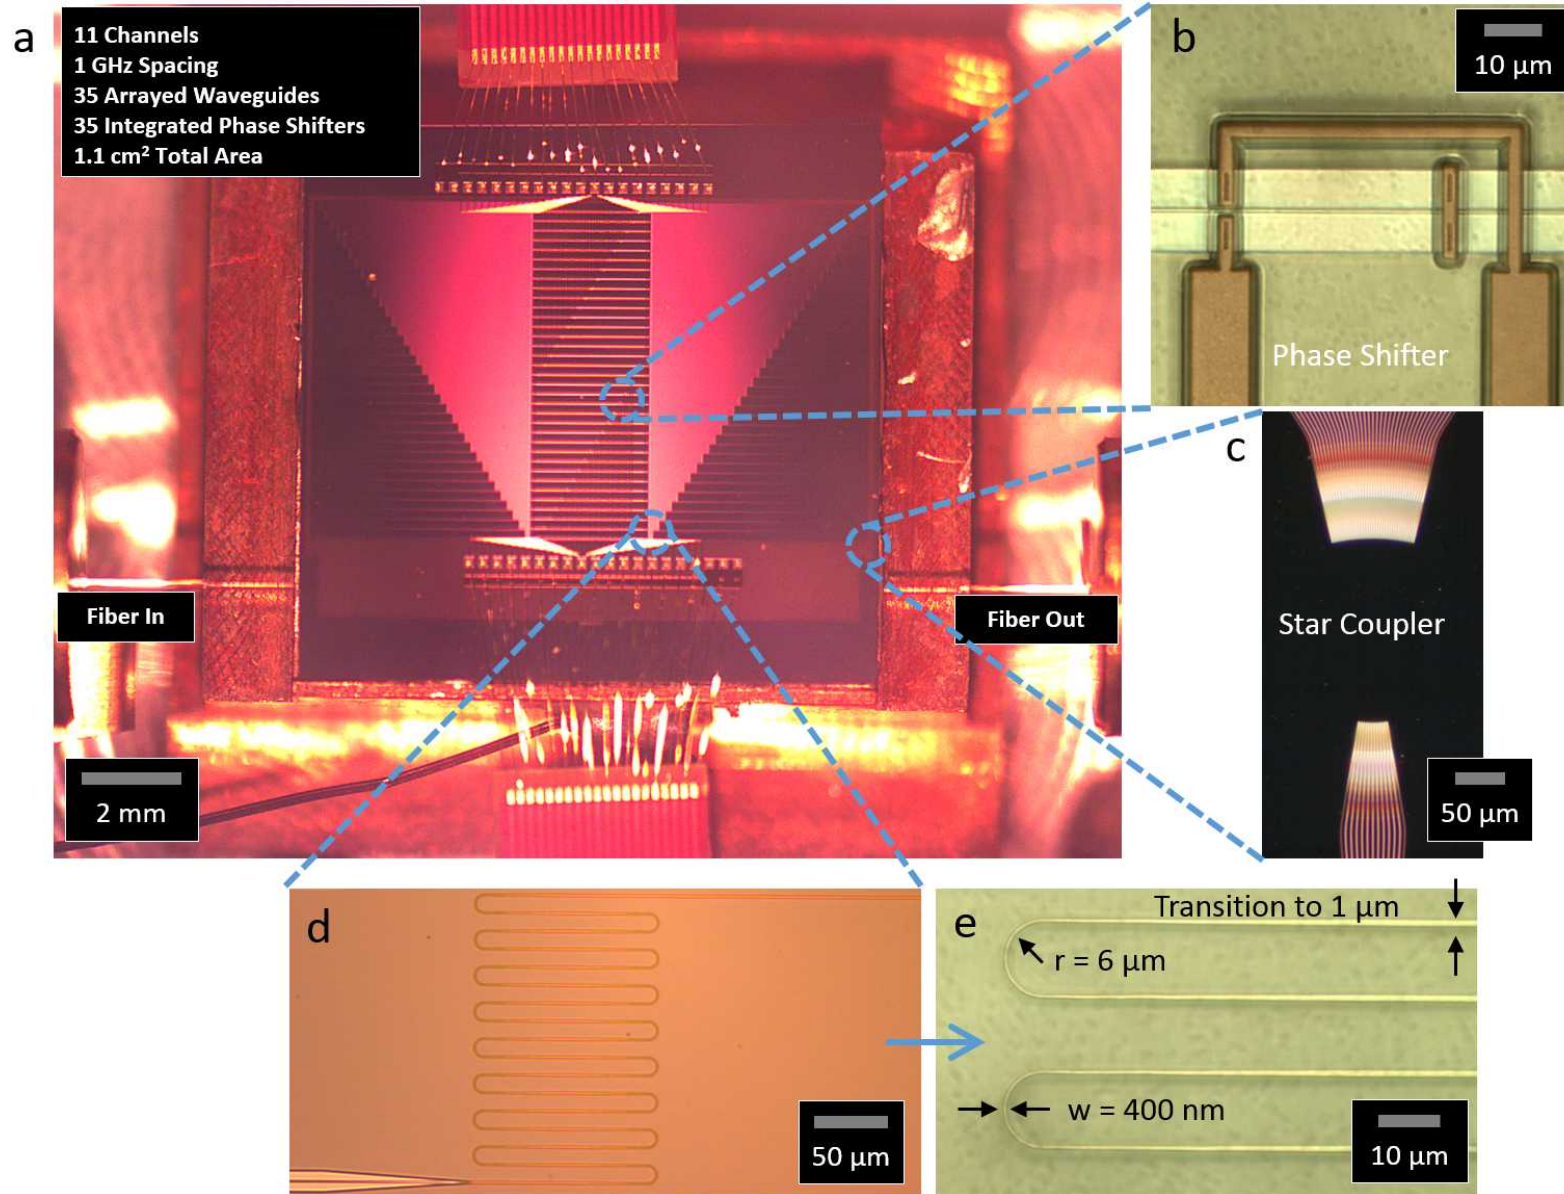 a
11 Channels
1 GHz Spacing
35 Arrayed Waveguides
35 Integrated Phase Shifters
1.1 cm² Total Area
Fiber In
Fiber Out
2 mm
b
10 µm
Phase Shifter
c
Star Coupler
50 µm
d
50 µm
e
Transition to 1 µm
r = 6 µm
w = 400 nm
10 µm